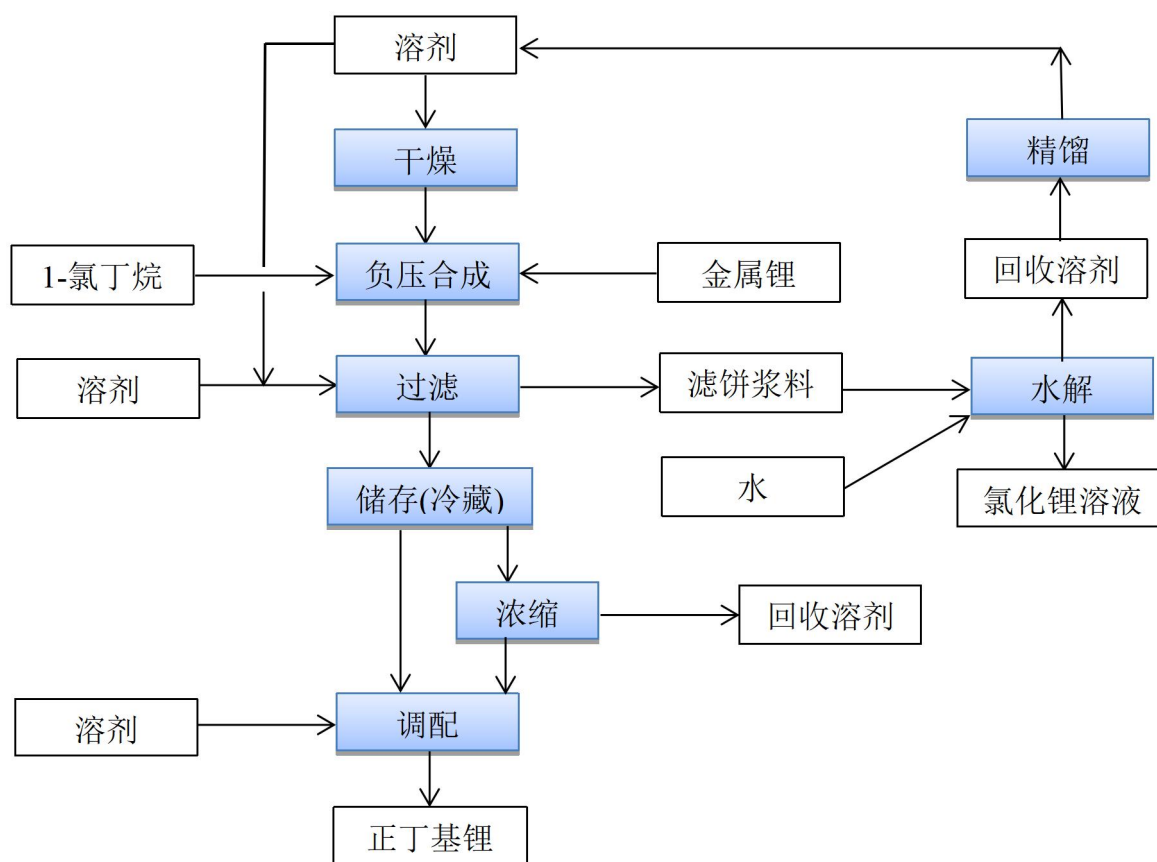 溶剂
干燥
精馏
1-氯丁烷
负压合成
金属锂
回收溶剂
溶剂
过滤
滤饼浆料
水解
储存(冷藏)
水
氯化锂溶液
浓缩
回收溶剂
溶剂
调配
正丁基锂